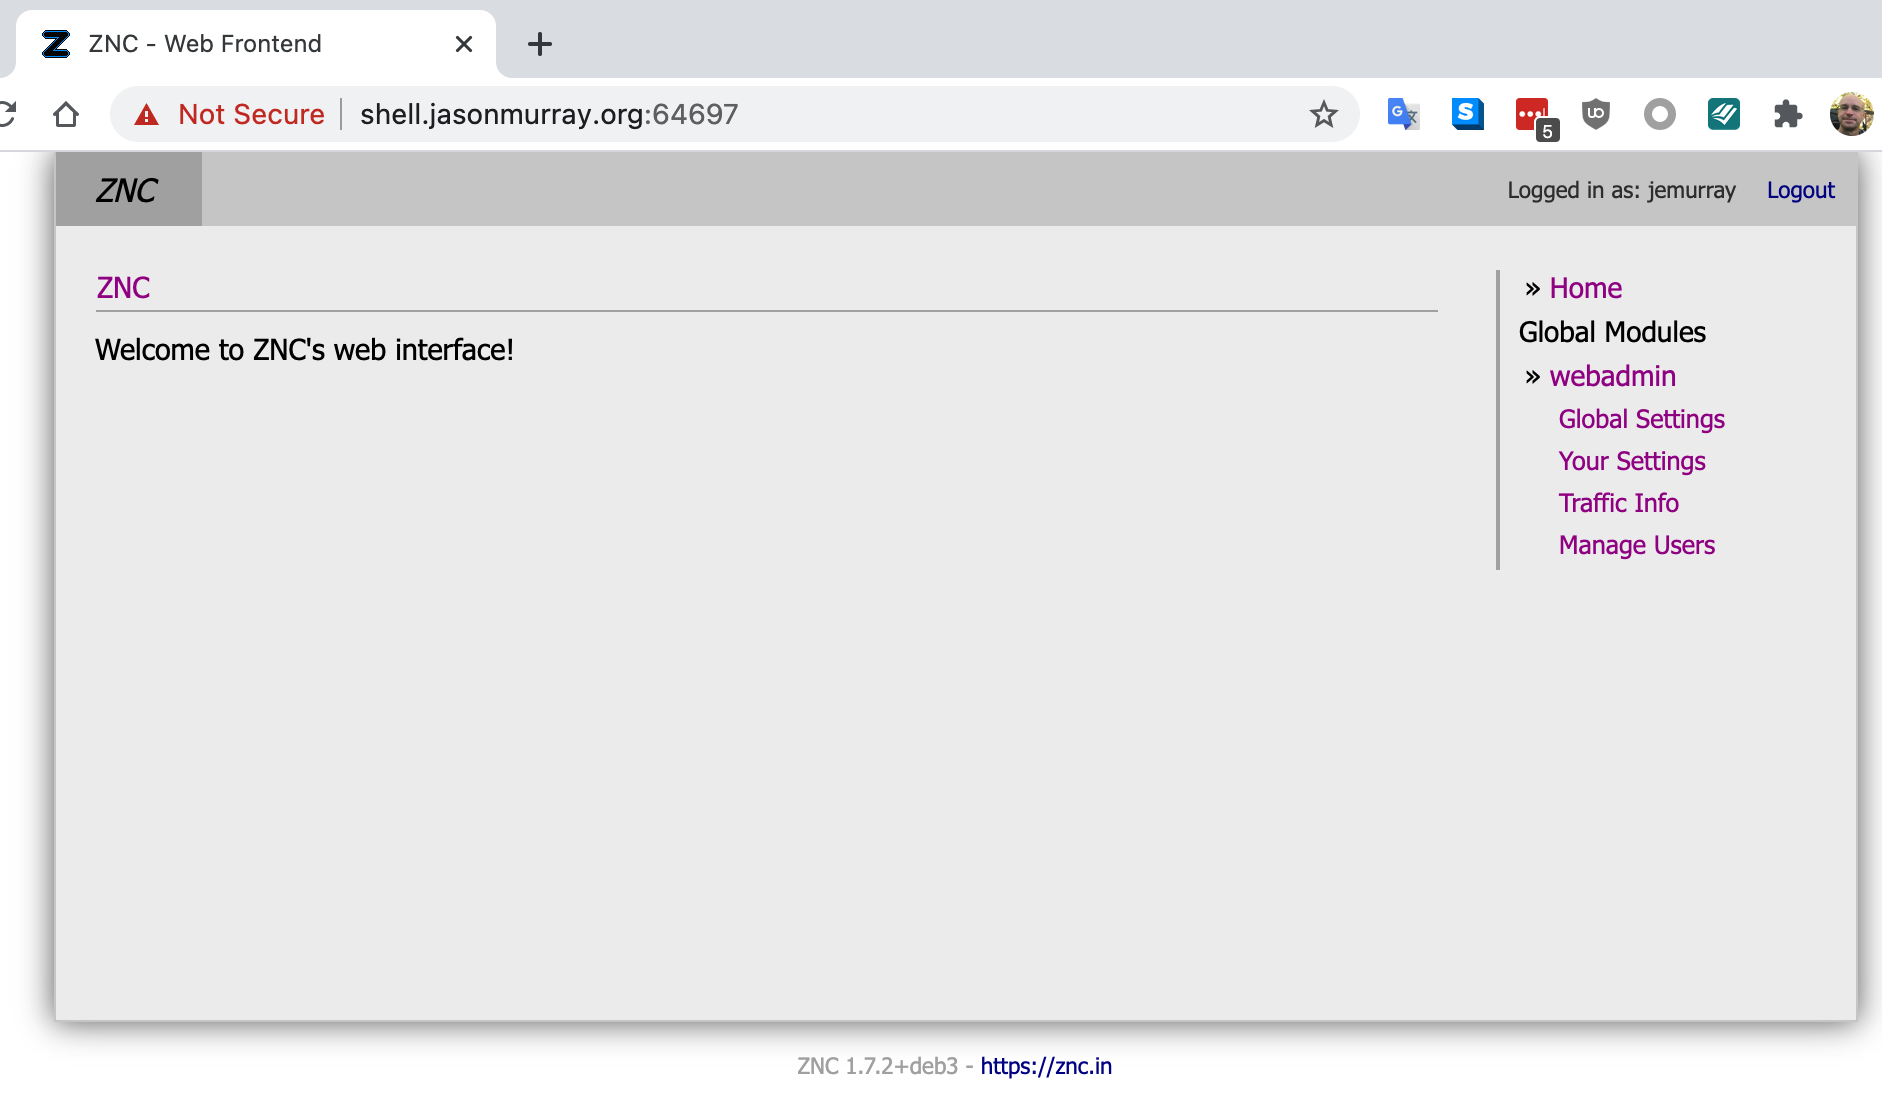 ZNC - Web Frontend
Not Secure | shell.jasonmurray.org:64697
5
ZNC
Logged in as: jemurray Logout
ZNC
Welcome to ZNC's web interface!
» Home
Global Modules
» webadmin
Global Settings
Your Settings
Traffic Info
Manage Users
ZNC 1.7.2+deb3 - https://znc.in